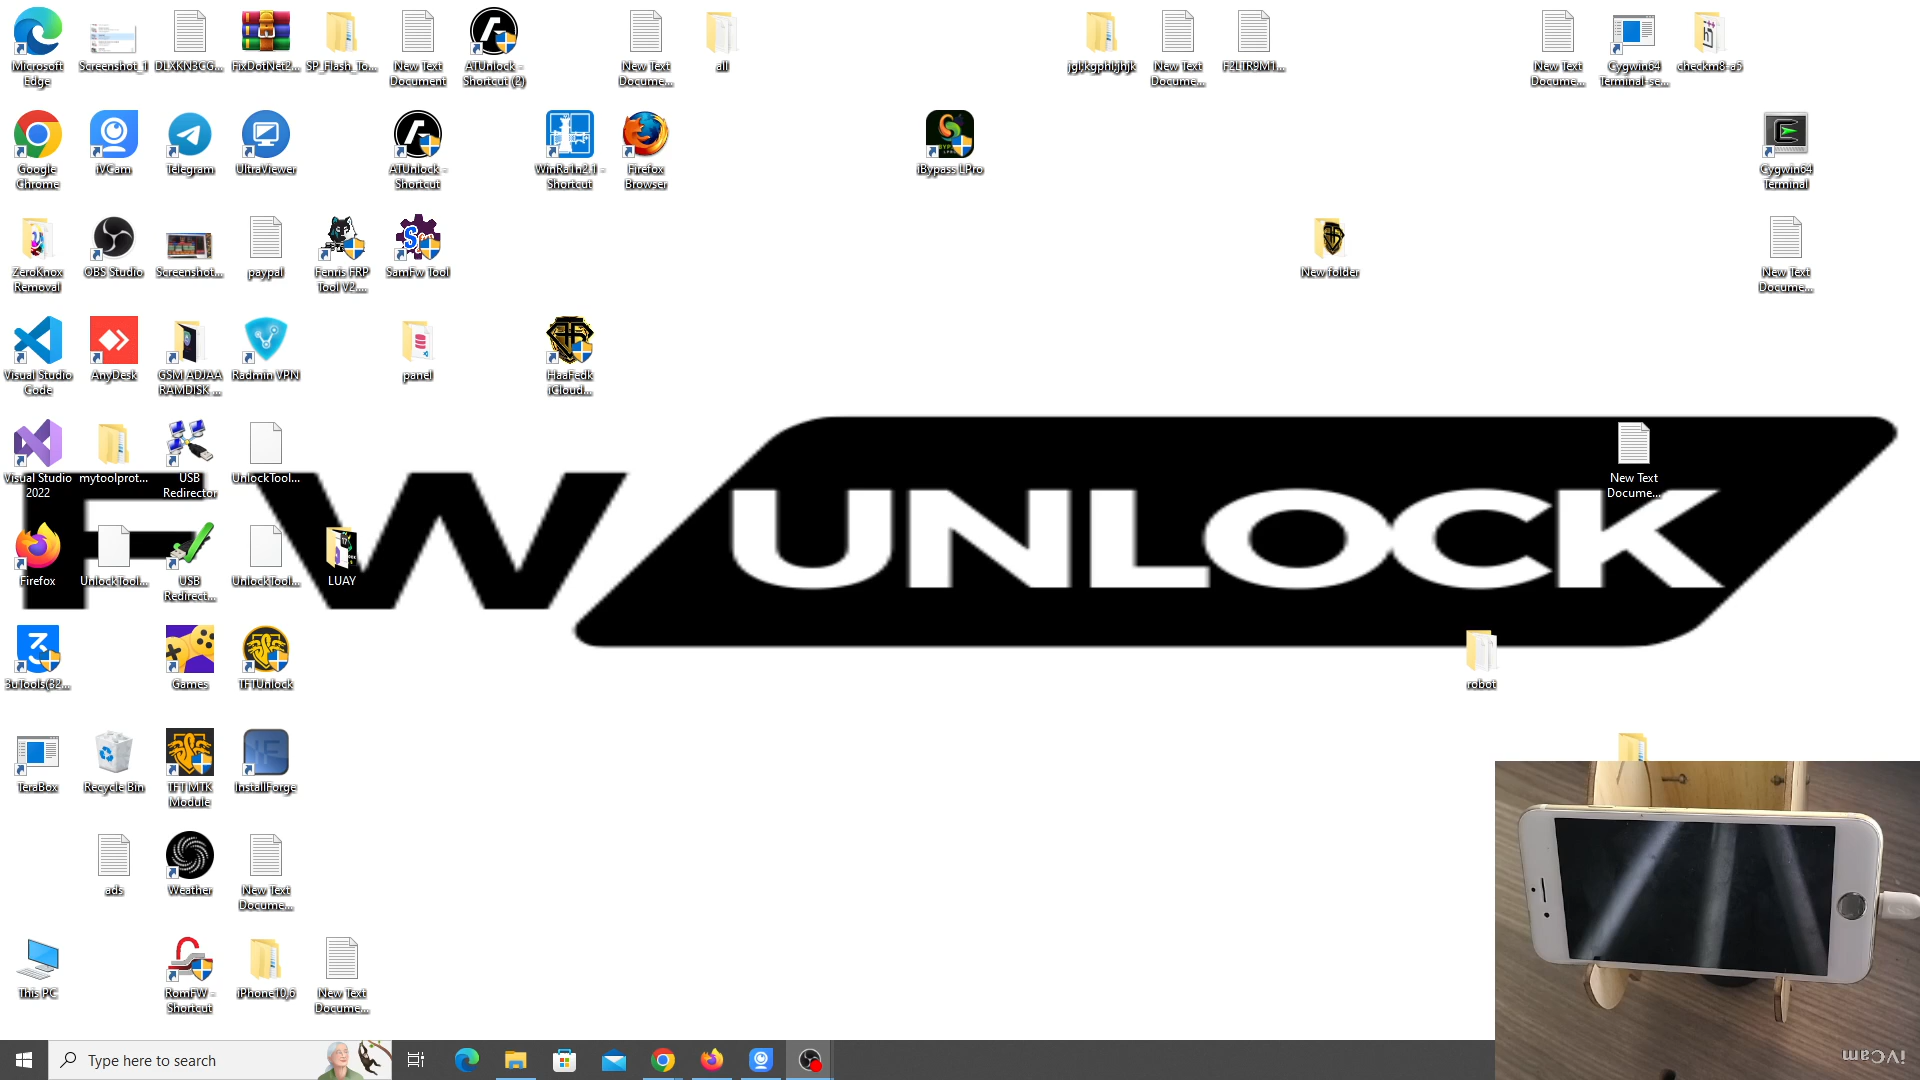 Microsoft
Edge
Screenshot_1
DLXKN3CG...
FixDotNet2...
SP_Flash_To...
New Text
Document
ATUnlock -
Shortcut (2)
New Text
Docume...
all
jgl;kgphl;jhjk
New Text
Docume...
F2LTR9M1...
New Text
Docume...
Cygwin64
Terminal-se...
checkm8-a5
Google
Chrome
iVCam
Telegram
UltraViewer
ATUnlock -
Shortcut
WinRa1n2.1 -
Shortcut
Firefox
Browser
iBypass LPro
Cygwin64
Terminal
ZeroKnox
Removal
OBS Studio
Screenshot...
paypal
Fenris FRP
Tool V2....
SamFw Tool
New folder
New Text
Docume...
Visual Studio
Code
AnyDesk
GSM ADJAA
RAMDISK ...
Radmin VPN
panel
HaaFedk
iCloud...
Visual Studio
2022
mytoolprot...
USB
Redirector
UnlockTool...
New Text
Docume...
FW UNLOCK
Firefox
UnlockTool...
USB
Redirect...
UnlockTool...
LUAY
3uTools(32...
Games
TFTUnlock
robot
TeraBox
Recycle Bin
TFT MTK
Module
InstallForge
ads
Weather
New Text
Docume...
This PC
RomFW -
Shortcut
iPhone10,6
New Text
Docume...
Type here to search
iVCam